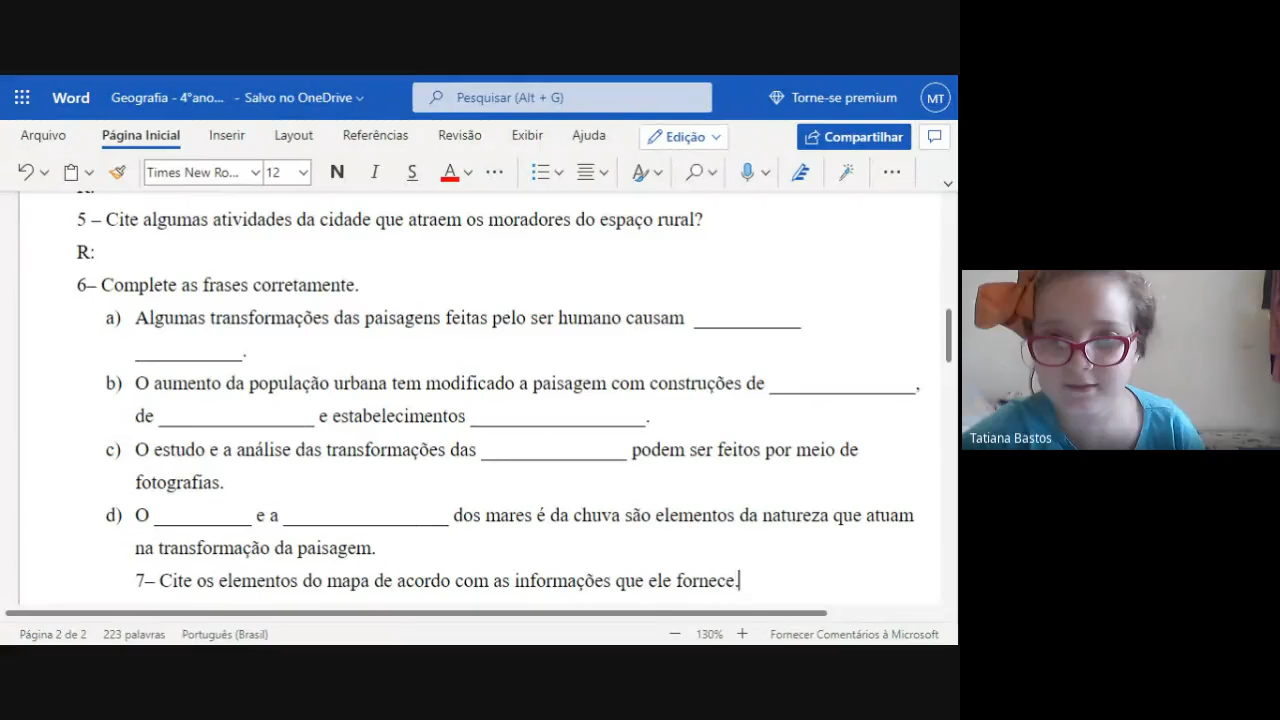 Word Geografia - 4°ano... - Salvo no OneDrive Pesquisar (Alt + G) Torne-se premium MT
Arquivo Página Inicial Inserir Layout Referências Revisão Exibir Ajuda Edição Compartilhar
Times New Ro... 12 N I S A ...
5 – Cite algumas atividades da cidade que atraem os moradores do espaço rural?
R:
6– Complete as frases corretamente.
a) Algumas transformações das paisagens feitas pelo ser humano causam ___________
___________.
b) O aumento da população urbana tem modificado a paisagem com construções de _______________,
de ________________ e estabelecimentos __________________.
c) O estudo e a análise das transformações das _______________ podem ser feitos por meio de
fotografias.
d) O __________ e a _________________ dos mares é da chuva são elementos da natureza que atuam
na transformação da paisagem.
7– Cite os elementos do mapa de acordo com as informações que ele fornece.
Página 2 de 2 223 palavras Português (Brasil) — 130% + Fornecer Comentários à Microsoft
Tatiana Bastos